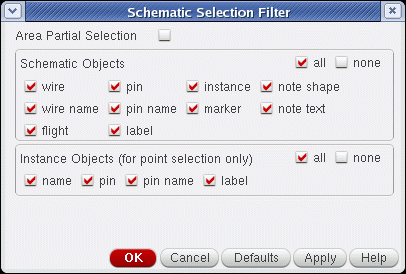 Schematic Selection Filter
Area Partial Selection
Schematic Objects all none
wire pin instance note shape
wire name pin name marker note text
flight label
Instance Objects (for point selection only) all none
name pin pin name label
OK Cancel Defaults Apply Help